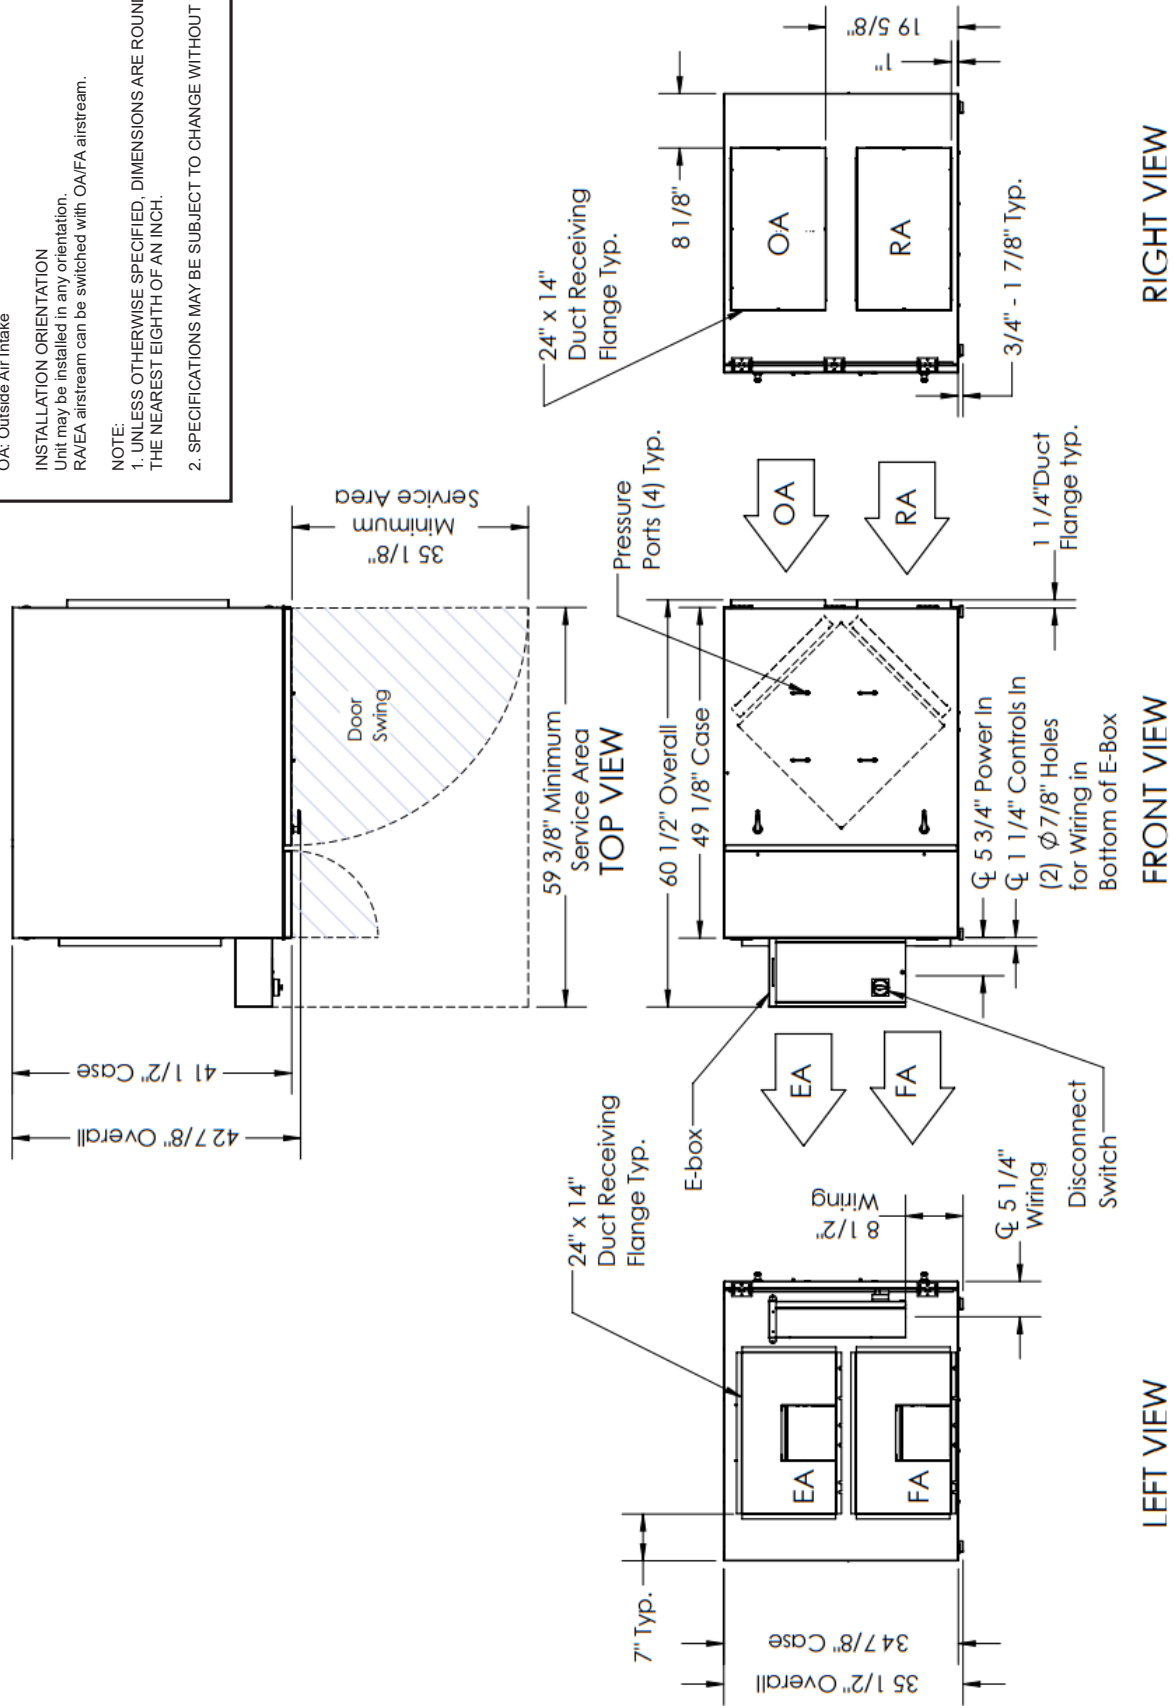 OA: Outside Air Intake
INSTALLATION ORIENTATION
Unit may be installed in any orientation.
RA/EA airstream can be switched with OA/FA airstream.
NOTE:
1. UNLESS OTHERWISE SPECIFIED, DIMENSIONS ARE ROUN
THE NEAREST EIGHTH OF AN INCH.
2. SPECIFICATIONS MAY BE SUBJECT TO CHANGE WITHOUT
42 7/8" Overall
41 1/2" Case
Door
Swing
35 1/8"
Minimum
Service Area
59 3/8" Minimum
Service Area
TOP VIEW
24" x 14"
Duct Receiving
Flange Typ.
7" Typ.
35 1/2" Overall
34 7/8" Case
EA
FA
8 1/2"
Wiring
℄ 5 1/4"
Wiring
LEFT VIEW
E-box
EA
FA
Disconnect
Switch
60 1/2" Overall
49 1/8" Case
Pressure
Ports (4) Typ.
OA
RA
℄ 5 3/4" Power In
℄ 1 1/4" Controls In
(2) Ø 7/8" Holes
for Wiring in
Bottom of E-Box
1 1/4"Duct
Flange typ.
FRONT VIEW
24" x 14"
Duct Receiving
Flange Typ.
8 1/8"
OA
RA
19 5/8"
1"
3/4" - 1 7/8" Typ.
RIGHT VIEW